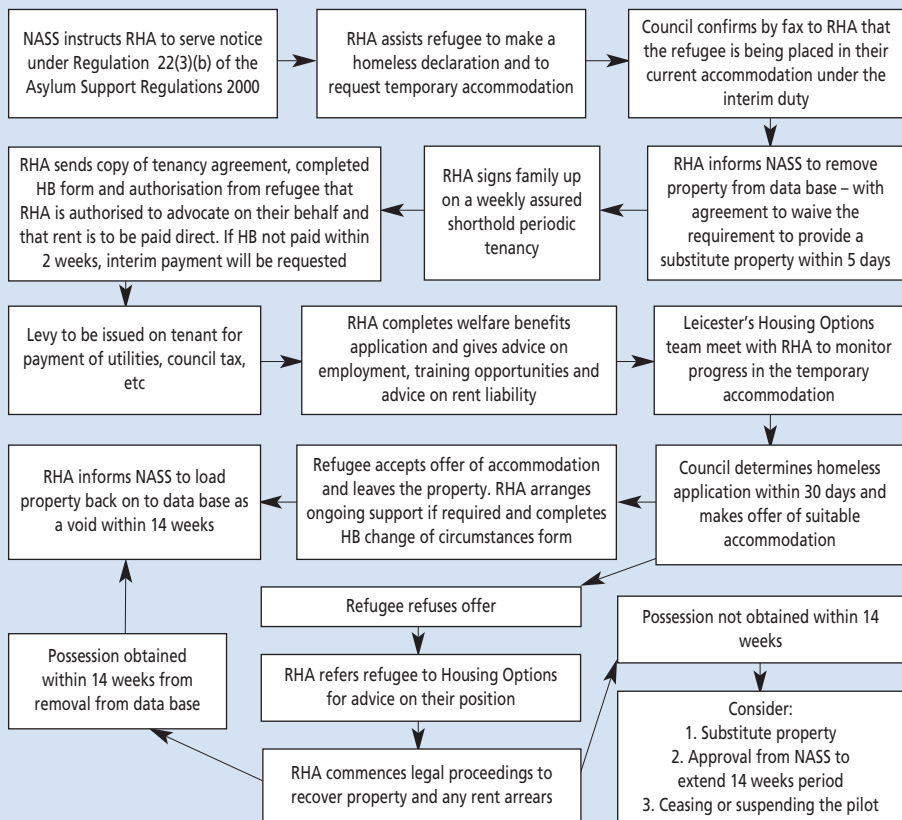 NASS instructs RHA to serve notice
under Regulation 22(3)(b) of the
Asylum Support Regulations 2000
RHA assists refugee to make a
homeless declaration and to
request temporary accommodation
Council confirms by fax to RHA that
the refugee is being placed in their
current accommodation under the
interim duty
RHA informs NASS to remove
property from data base – with
agreement to waive the
requirement to provide a
substitute property within 5 days
RHA signs family up
on a weekly assured
shorthold periodic
tenancy
RHA sends copy of tenancy agreement,
completed
HB form and authorisation from refugee that
RHA is authorised to advocate on their behalf and
that rent is to be paid direct. If HB not paid within
2 weeks, interim payment will be requested
Levy to be issued on tenant for
payment of utilities, council tax,
etc
RHA completes welfare benefits
application and gives advice on
employment, training opportunities and
advice on rent liability
Leicester's Housing Options
team meet with RHA to monitor
progress in the temporary
accommodation
Council determines homeless
application within 30 days and
makes offer of suitable
accommodation
Refugee accepts offer of accommodation
and leaves the property. RHA arranges
ongoing support if required and completes
HB change of circumstances form
RHA informs NASS to load
property back on to data base as
a void within 14 weeks
Refugee refuses offer
RHA refers refugee to Housing Options
for advice on their position
RHA commences legal proceedings to
recover property and any rent arrears
Possession obtained
within 14 weeks from
removal from data base
Possession not obtained within 14
weeks
Consider:
1. Substitute property
2. Approval from NASS to
extend 14 weeks period
3. Ceasing or suspending the pilot